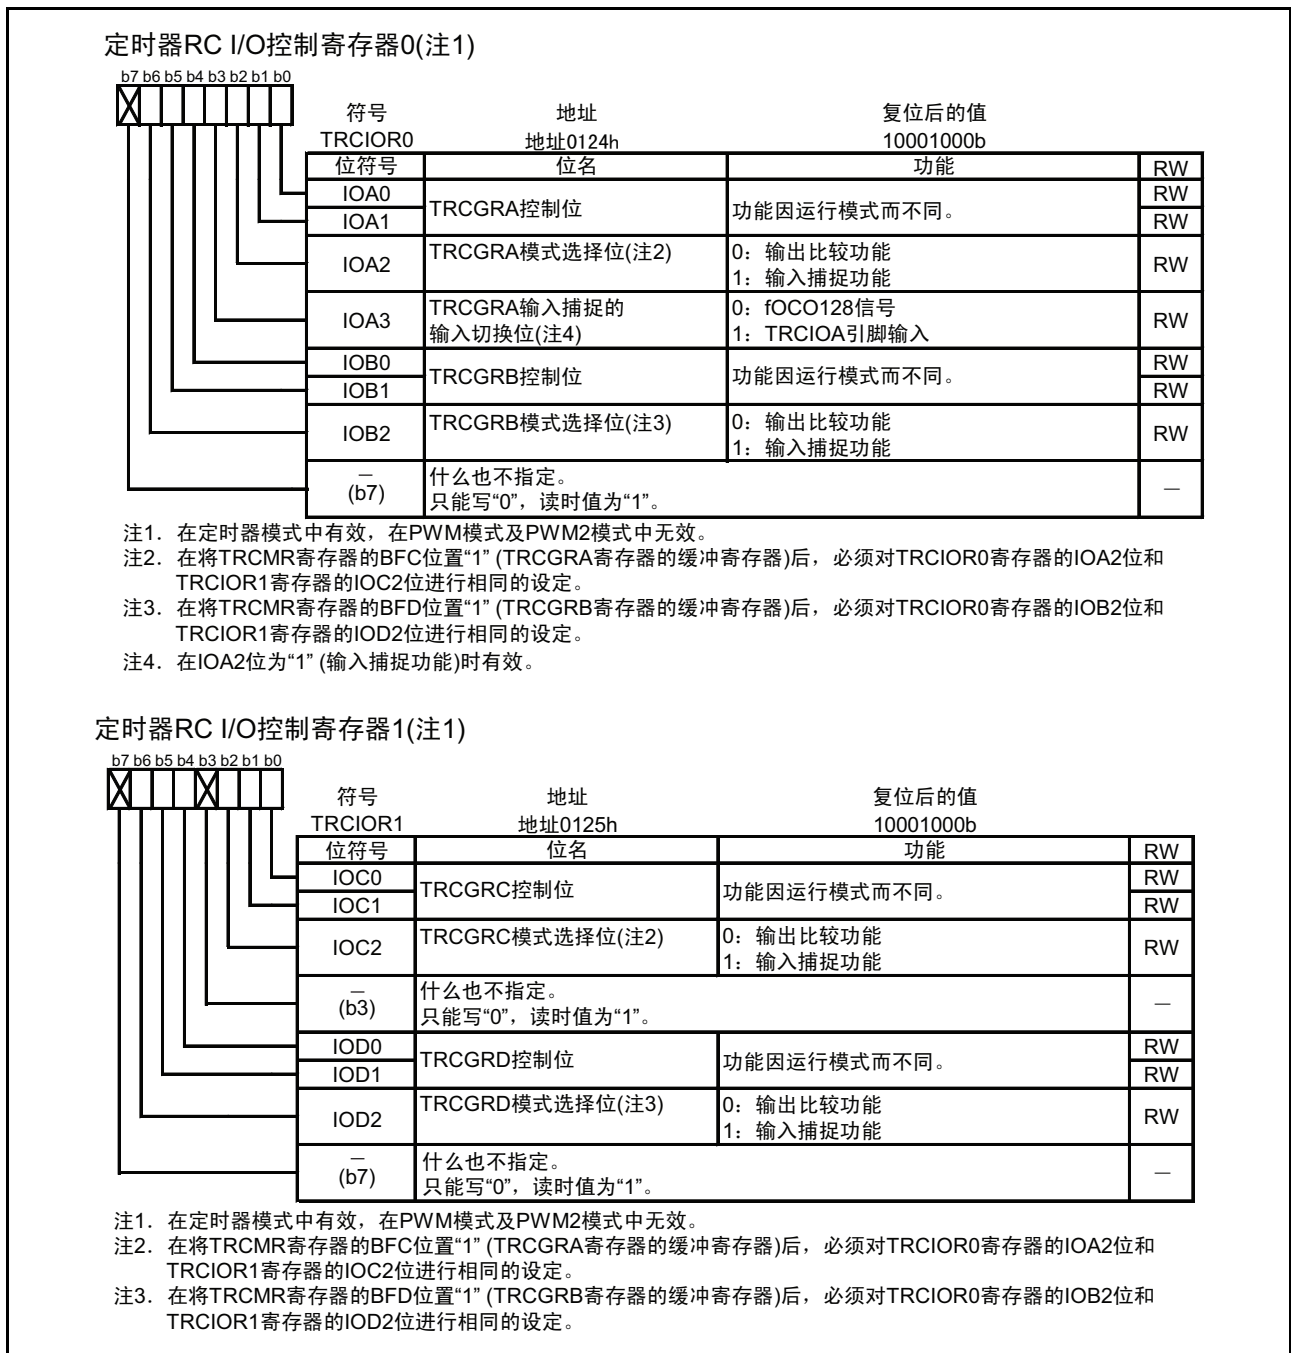 定时器RC I/O控制寄存器0(注1)
b7 b6 b5 b4 b3 b2 b1 b0
符号 地址 复位后的值
TRCIOR0 地址0124h 10001000b
位符号 位名 功能 RW
IOA0 TRCGRA控制位 功能因运行模式而不同。 RW
IOA1 RW
IOA2 TRCGRA模式选择位(注2) 0：输出比较功能 RW
1：输入捕捉功能
IOA3 TRCGRA输入捕捉的 0：fOCO128信号 RW
输入切换位(注4) 1：TRCIOA引脚输入
IOB0 TRCGRB控制位 功能因运行模式而不同。 RW
IOB1 RW
IOB2 TRCGRB模式选择位(注3) 0：输出比较功能 RW
1：输入捕捉功能
— 什么也不指定。 —
(b7) 只能写“0”，读时值为“1”。
注1. 在定时器模式中有效，在PWM模式及PWM2模式中无效。
注2. 在将TRCMR寄存器的BFC位置“1” (TRCGRA寄存器的缓冲寄存器)后，必须对TRCIOR0寄存器的IOA2位和
TRCIOR1寄存器的IOC2位进行相同的设定。
注3. 在将TRCMR寄存器的BFD位置“1” (TRCGRB寄存器的缓冲寄存器)后，必须对TRCIOR0寄存器的IOB2位和
TRCIOR1寄存器的IOD2位进行相同的设定。
注4. 在IOA2位为“1” (输入捕捉功能)时有效。
定时器RC I/O控制寄存器1(注1)
b7 b6 b5 b4 b3 b2 b1 b0
符号 地址 复位后的值
TRCIOR1 地址0125h 10001000b
位符号 位名 功能 RW
IOC0 TRCGRC控制位 功能因运行模式而不同。 RW
IOC1 RW
IOC2 TRCGRC模式选择位(注2) 0：输出比较功能 RW
1：输入捕捉功能
— 什么也不指定。 —
(b3) 只能写“0”，读时值为“1”。
IOD0 TRCGRD控制位 功能因运行模式而不同。 RW
IOD1 RW
IOD2 TRCGRD模式选择位(注3) 0：输出比较功能 RW
1：输入捕捉功能
— 什么也不指定。 —
(b7) 只能写“0”，读时值为“1”。
注1. 在定时器模式中有效，在PWM模式及PWM2模式中无效。
注2. 在将TRCMR寄存器的BFC位置“1” (TRCGRA寄存器的缓冲寄存器)后，必须对TRCIOR0寄存器的IOA2位和
TRCIOR1寄存器的IOC2位进行相同的设定。
注3. 在将TRCMR寄存器的BFD位置“1” (TRCGRB寄存器的缓冲寄存器)后，必须对TRCIOR0寄存器的IOB2位和
TRCIOR1寄存器的IOD2位进行相同的设定。